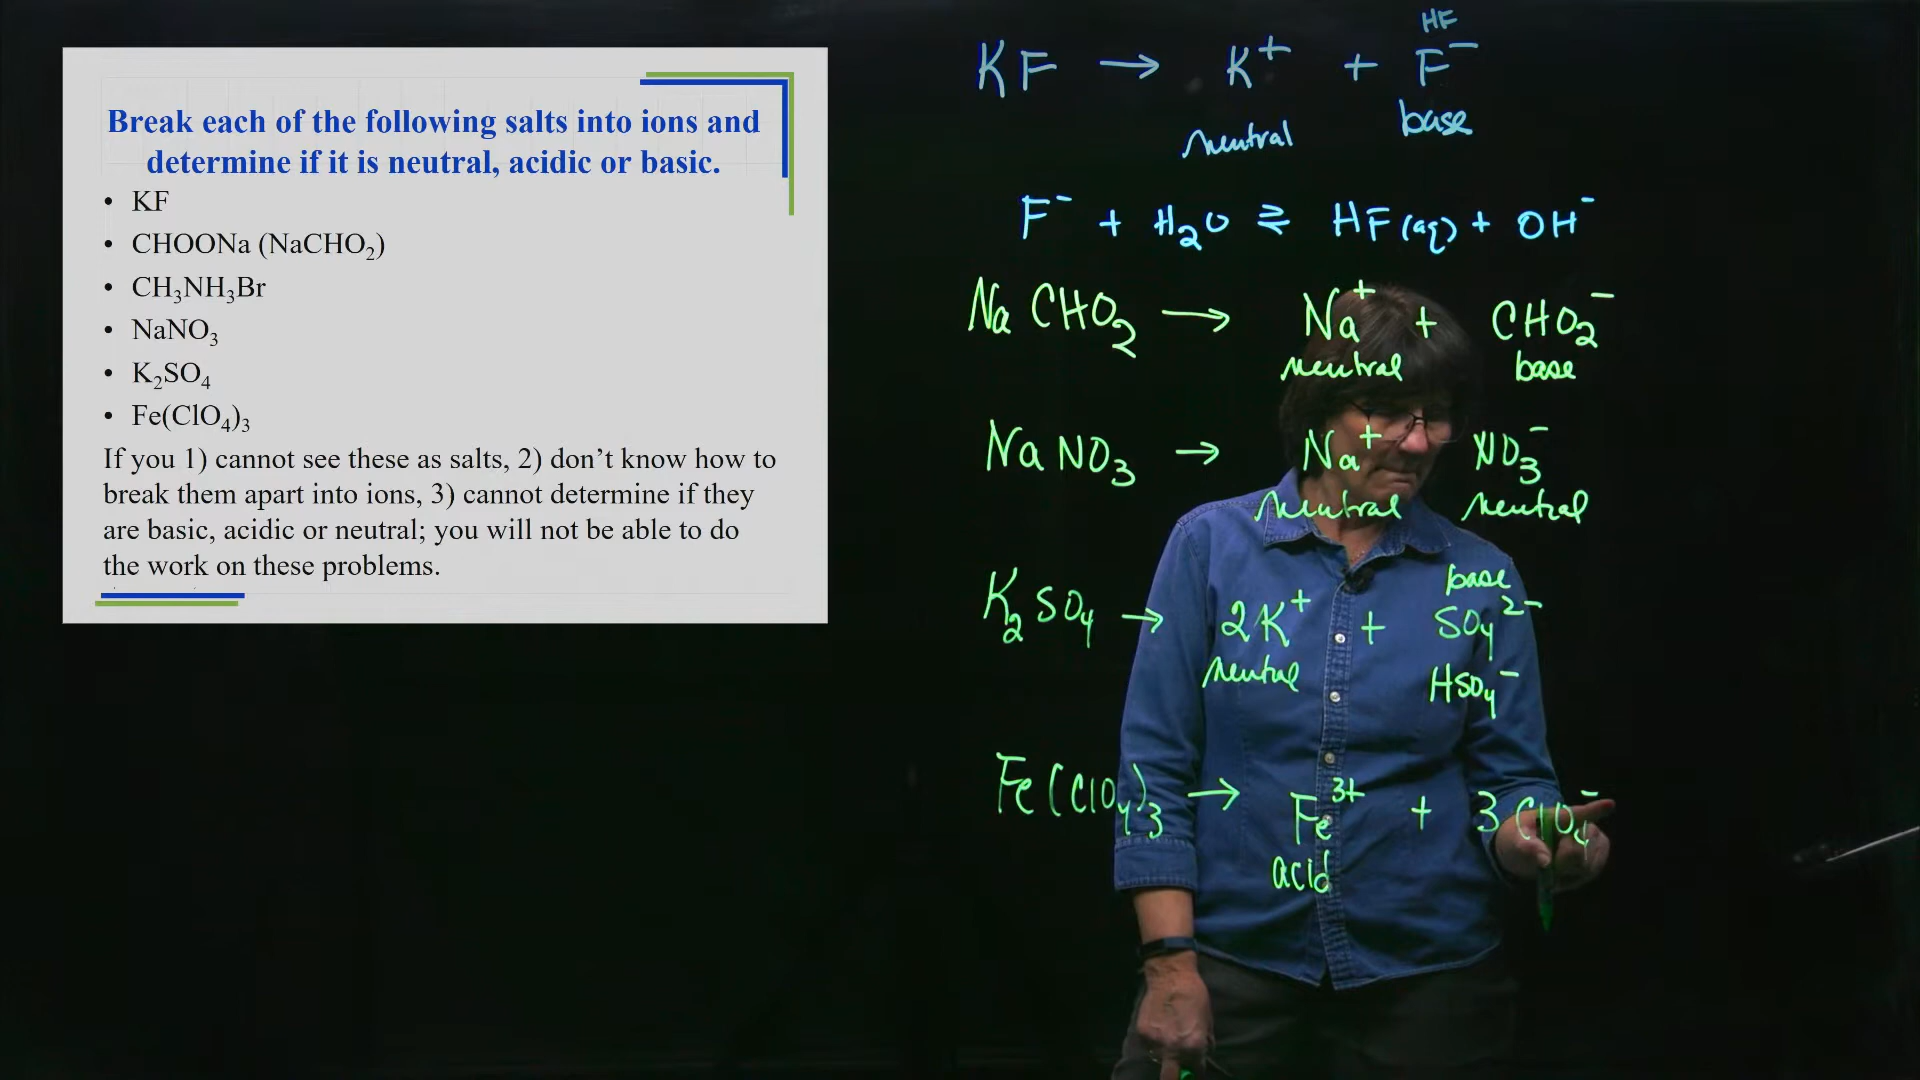 Break each of the following salts into ions and
determine if it is neutral, acidic or basic.
• KF
• CHOONa (NaCHO₂)
• CH₃NH₃Br
• NaNO₃
• K₂SO₄
• Fe(ClO₄)₃
If you 1) cannot see these as salts, 2) don’t know how to
break them apart into ions, 3) cannot determine if they
are basic, acidic or neutral; you will not be able to do
the work on these problems.
HF
KF → K⁺ + F⁻
neutral base
F⁻ + H₂O ⇌ HF(aq) + OH⁻
NaCHO₂ → Na⁺ + CHO₂⁻
neutral base
NaNO₃ → Na⁺ NO₃⁻
neutral neutral
base
K₂SO₄ → 2K⁺ + SO₄²⁻
neutral HSO₄⁻
Fe(ClO₄)₃ → Fe³⁺ + 3ClO₄⁻
acid